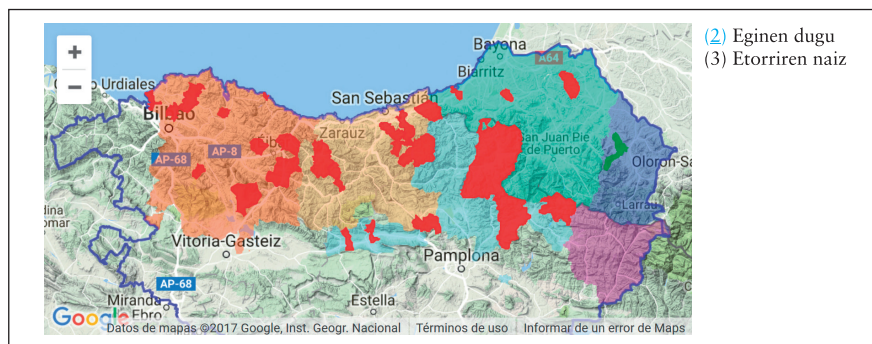 (2) Eginen dugu
(3) Etorriren naiz
+
−
Urdiales
Bilbao
AP-68
AP-8
Zarauz
San Sebastián
Bayona
A64
Biarritz
San Juan Pie
de Puerto
Oloron-Sa
Larrau
Vitoria-Gasteiz
Pamplona
AP-68
Miranda
Ebro
Estella
Google
Datos de mapas ©2017 Google, Inst. Geogr. Nacional
Términos de uso
Informar de un error de Maps